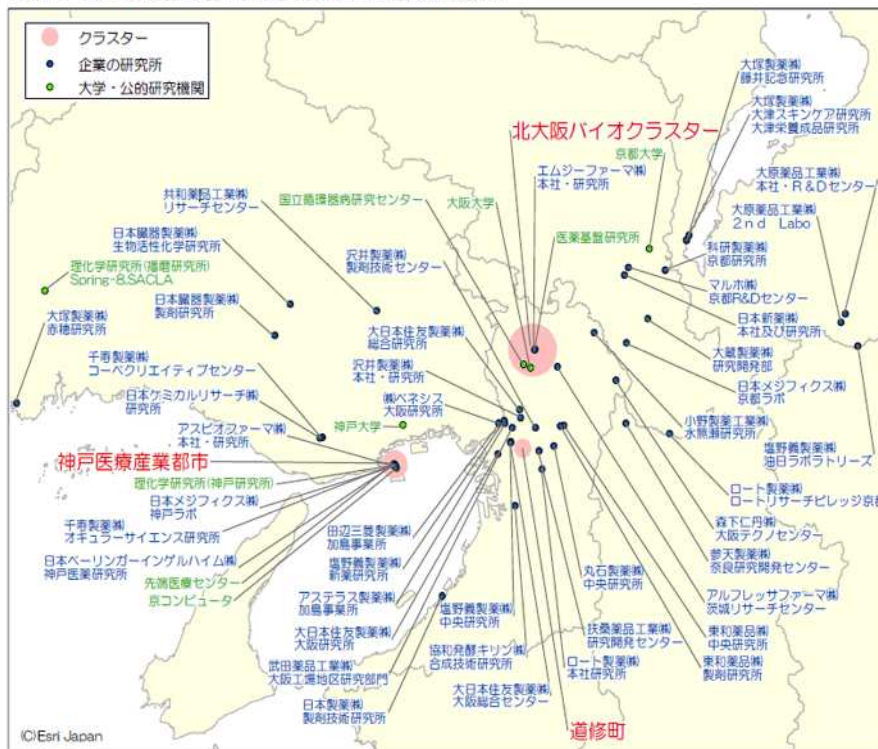 クラスター
企業の研究所
大学・公的研究機関
大塚製薬㈱
藤井記念研究所
大塚製薬㈱
大津スキンケア研究所
大津栄養成品研究所
北大阪バイオクラスター
京都大学
大原薬品工業㈱
本社・R&Dセンター
共和薬品工業㈱
リサーチセンター
国立循環器病研究センター
大阪大学
エムジーファーマ㈱
本社・研究所
大原薬品工業㈱
2nd Labo
日本臓器製薬㈱
生物活性化学研究所
沢井製薬㈱
製剤技術センター
医薬基盤研究所
科研製薬㈱
京都研究所
理化学研究所(播磨研究所)
Spring-8.SACLA
マルホ㈱
京都R&Dセンター
日本臓器製薬㈱
製剤研究所
日本新薬㈱
本社及び研究所
大塚製薬㈱
赤穂研究所
大日本住友製薬㈱
総合研究所
大蔵製薬㈱
研究開発部
千寿製薬㈱
コーベクリエイティブセンター
沢井製薬㈱
本社・研究所
日本メジフィックス㈱
京都ラボ
日本ケミカルリサーチ㈱
研究所
㈱ベネシス
大阪研究所
小野製薬工業㈱
水無瀬研究所
アスビオファーマ㈱
本社・研究所
神戸大学
塩野義製薬㈱
油日ラボラトリーズ
神戸医療産業都市
理化学研究所(神戸研究所)
ロート製薬㈱
ロートリサーチビレッジ京都
日本メジフィックス㈱
神戸ラボ
森下仁丹㈱
大阪テクノセンター
千寿製薬㈱
オキュラーサイエンス研究所
田辺三菱製薬㈱
加島事業所
参天製薬㈱
奈良研究開発センター
日本ベーリンガーインゲルハイム㈱
神戸医薬研究所
塩野義製薬㈱
新薬研究所
丸石製薬㈱
中央研究所
先端医療センター
京コンピュータ
アステラス製薬㈱
加島事業所
塩野義製薬㈱
中央研究所
アルフレッサファーマ㈱
茨城リサーチセンター
大日本住友製薬㈱
大阪研究所
扶桑薬品工業㈱
研究開発センター
東和薬品㈱
中央研究所
協和発酵キリン㈱
合成技術研究所
武田薬品工業㈱
大阪工場地区研究部門
ロート製薬㈱
本社研究所
東和薬品㈱
製剤研究所
大日本住友製薬㈱
大阪総合センター
日本製薬㈱
製剤技術研究所
道修町
(C)Esri Japan